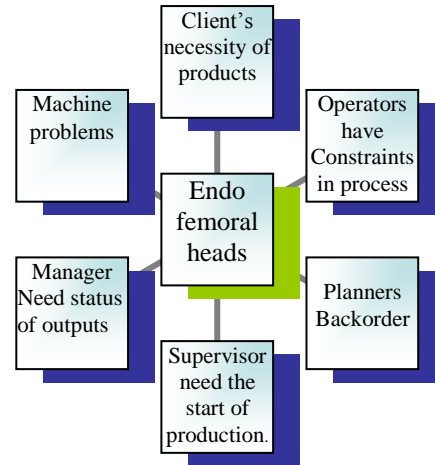 Client's
necessity of
products
Machine
problems
Operators
have
Constraints
in process
Endo
femoral
heads
Manager
Need status
of outputs
Planners
Backorder
Supervisor
need the
start of
production.